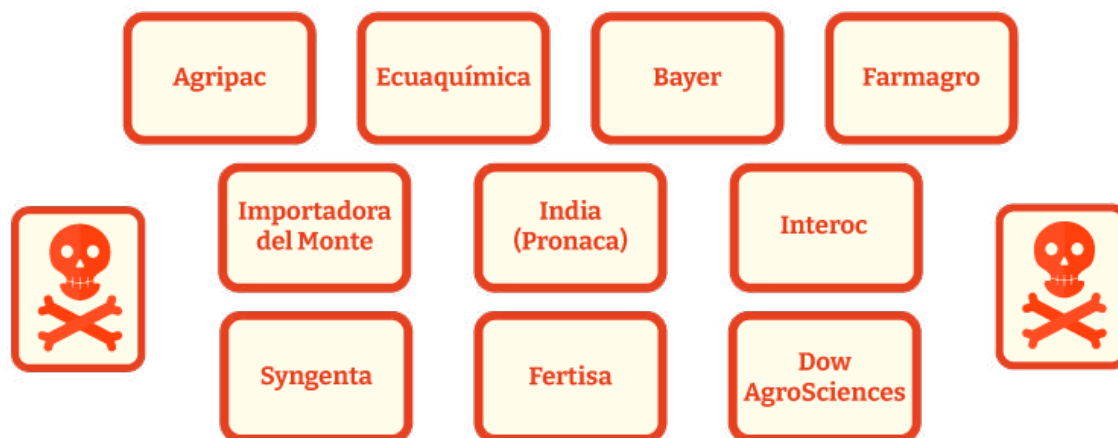 Agripac
Ecuaquímica
Bayer
Farmagro
Importadora
del Monte
India
(Pronaca)
Interoc
Syngenta
Fertisa
Dow
AgroSciences